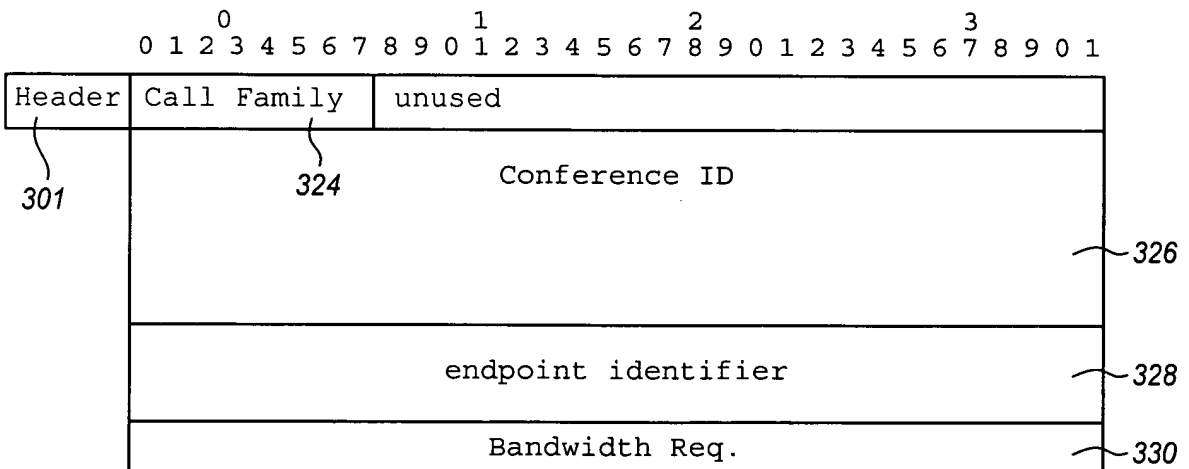 0 1 2 3
0 1 2 3 4 5 6 7 8 9 0 1 2 3 4 5 6 7 8 9 0 1 2 3 4 5 6 7 8 9 0 1
Header Call Family unused
301 324 Conference ID
326
endpoint identifier 328
Bandwidth Req. 330